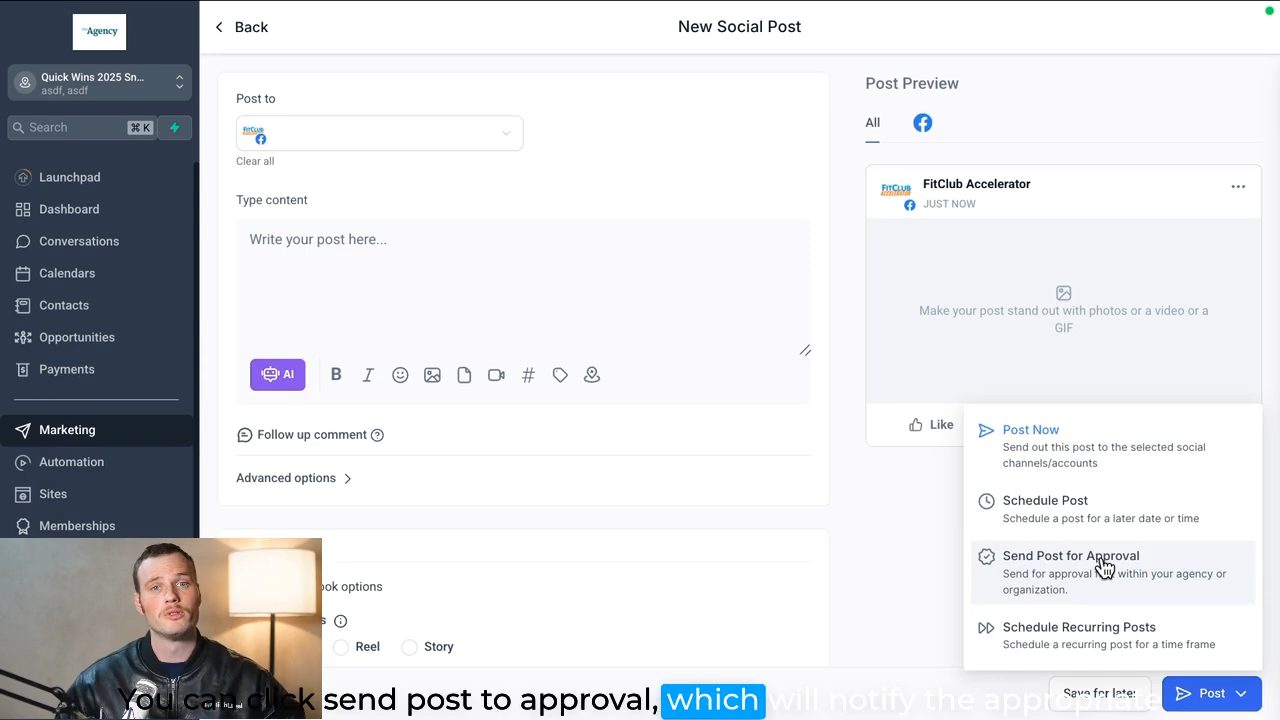 Agency
Back
New Social Post
Quick Wins 2025 Sn...
asdf, asdf
Search
⌘ K
Launchpad
Dashboard
Conversations
Calendars
Contacts
Opportunities
Payments
Marketing
Automation
Sites
Memberships
Post to
FITCLUB
Clear all
Type content
Write your post here...
AI
B
I
Follow up comment
Advanced options
ook options
s
Reel
Story
Post Preview
All
FITCLUB
ACCELERATOR
FitClub Accelerator
JUST NOW
Make your post stand out with photos or a video or a
GIF
Like
Post Now
Send out this post to the selected social
channels/accounts
Schedule Post
Schedule a post for a later date or time
Send Post for Approval
Send for approval within your agency or
organization.
Schedule Recurring Posts
Schedule a recurring post for a time frame
Save for later
Post
You can click send post to approval, which will notify the appropriate